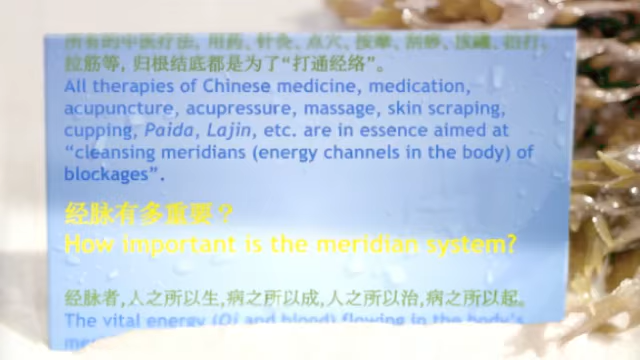 所有的中医疗法, 用药、针灸、点穴、按摩、刮痧、拔罐、拍打、
拉筋等, 归根结底都是为了“打通经络”。
All therapies of Chinese medicine, medication,
acupuncture, acupressure, massage, skin scraping,
cupping, Paida, Lajin, etc. are in essence aimed at
“cleansing meridians (energy channels in the body) of
blockages”.
经脉有多重要？
How important is the meridian system?
经脉者,人之所以生,病之所以成,人之所以治,病之所以起。
The vital energy (Qi and blood) flowing in the body's